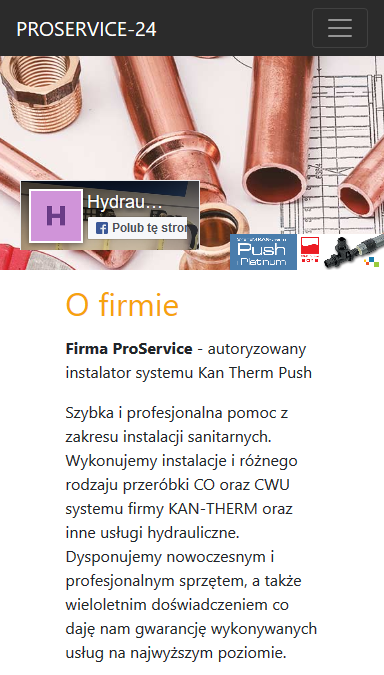 PROSERVICE-24
H
Hydrau...
Polub tę stron
Push
Platinum
O firmie
Firma ProService - autoryzowany
instalator systemu Kan Therm Push
Szybka i profesjonalna pomoc z
zakresu instalacji sanitarnych.
Wykonujemy instalacje i różnego
rodzaju przeróbki CO oraz CWU
systemu firmy KAN-THERM oraz
inne usługi hydrauliczne.
Dysponujemy nowoczesnym i
profesjonalnym sprzętem, a także
wieloletnim doświadczeniem co
daję nam gwarancję wykonywanych
usług na najwyższym poziomie.